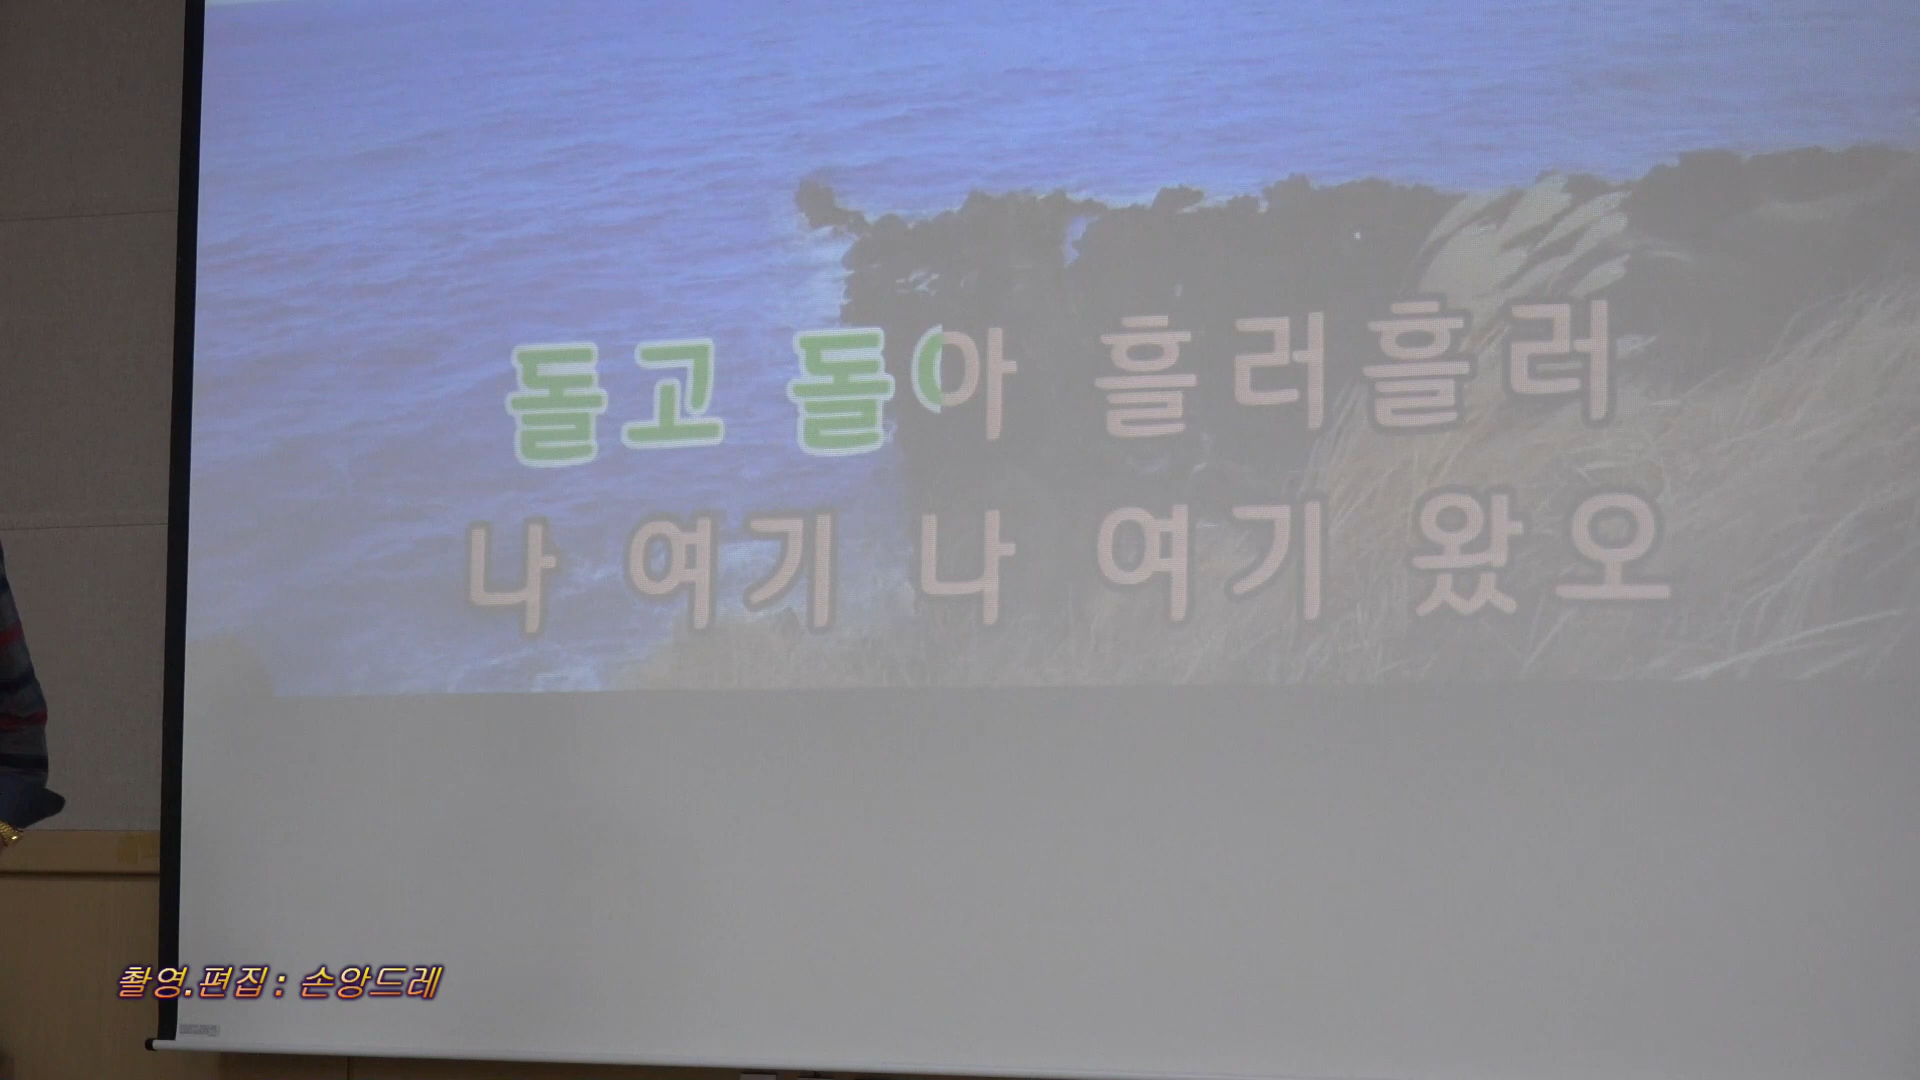 돌고 돌아 흘러흘러
나 여기 나 여기 왔오
촬영.편집 : 손앙드레